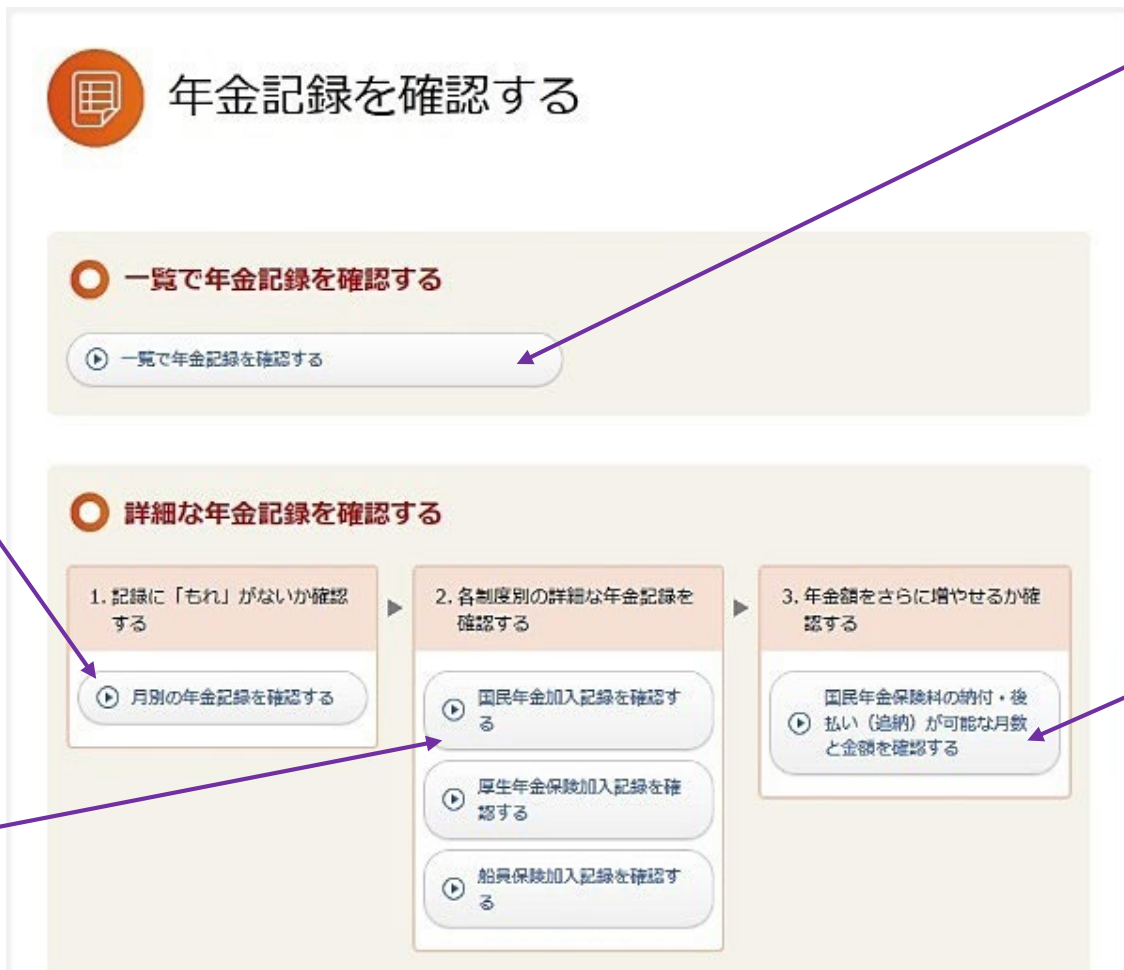 年金記録を確認する
一覧で年金記録を確認する
一覧で年金記録を確認する
詳細な年金記録を確認する
1. 記録に「もれ」がないか確認
する
月別の年金記録を確認する
2. 各制度別の詳細な年金記録を
確認する
国民年金加入記録を確認す
る
厚生年金保険加入記録を確
認する
船員保険加入記録を確認す
る
3. 年金額をさらに増やせるか確
認する
国民年金保険料の納付・後
払い（追納）が可能な月数
と金額を確認する